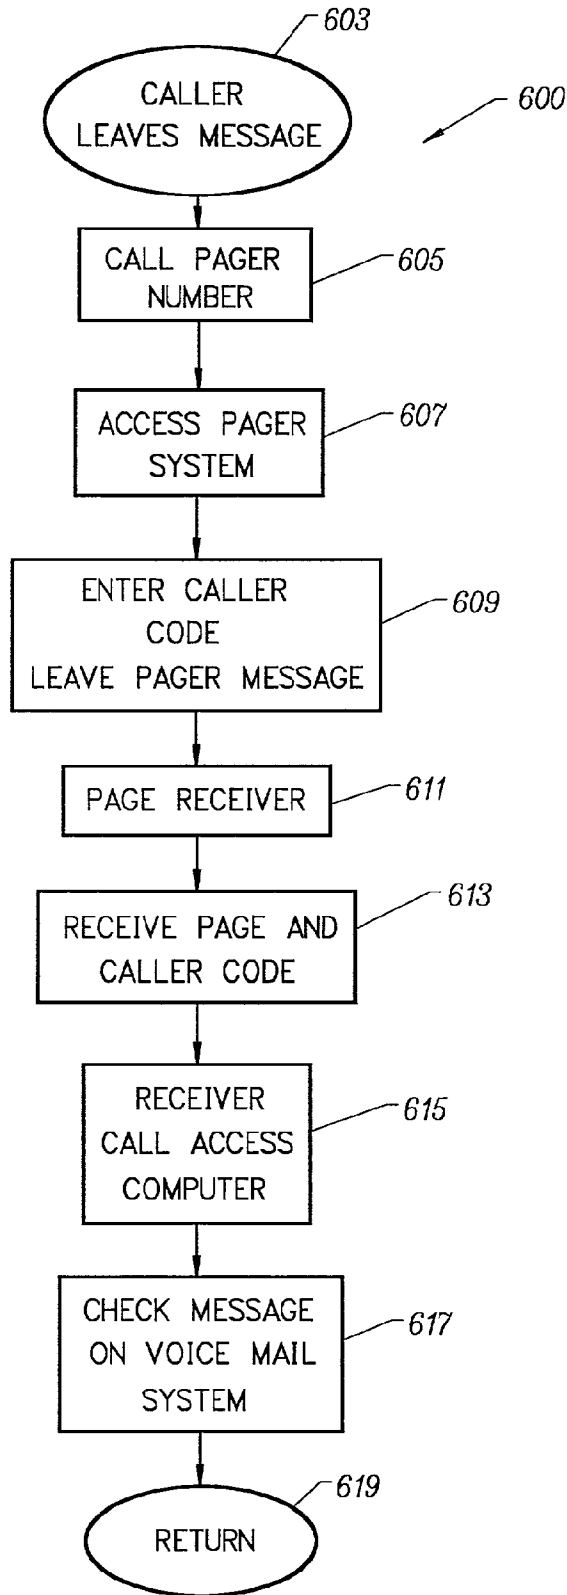 603
CALLER
LEAVES MESSAGE
600
CALL PAGER
NUMBER
605
ACCESS PAGER
SYSTEM
607
ENTER CALLER
CODE
LEAVE PAGER MESSAGE
609
PAGE RECEIVER
611
RECEIVE PAGE AND
CALLER CODE
613
RECEIVER
CALL ACCESS
COMPUTER
615
CHECK MESSAGE
ON VOICE MAIL
SYSTEM
617
RETURN
619